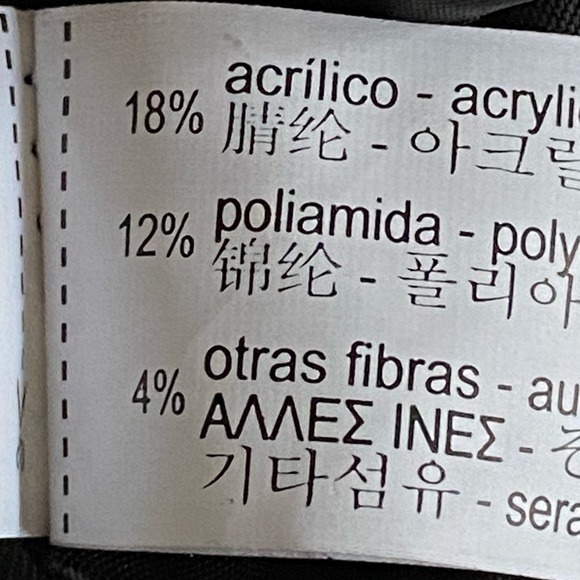 18% acrílico - acrylic
腈纶 - 아크릴
12% poliamida - poly
锦纶 - 폴리아
4% otras fibras - au
ΑΛΛΕΣ ΙΝΕΣ -
기타섬유 - sera